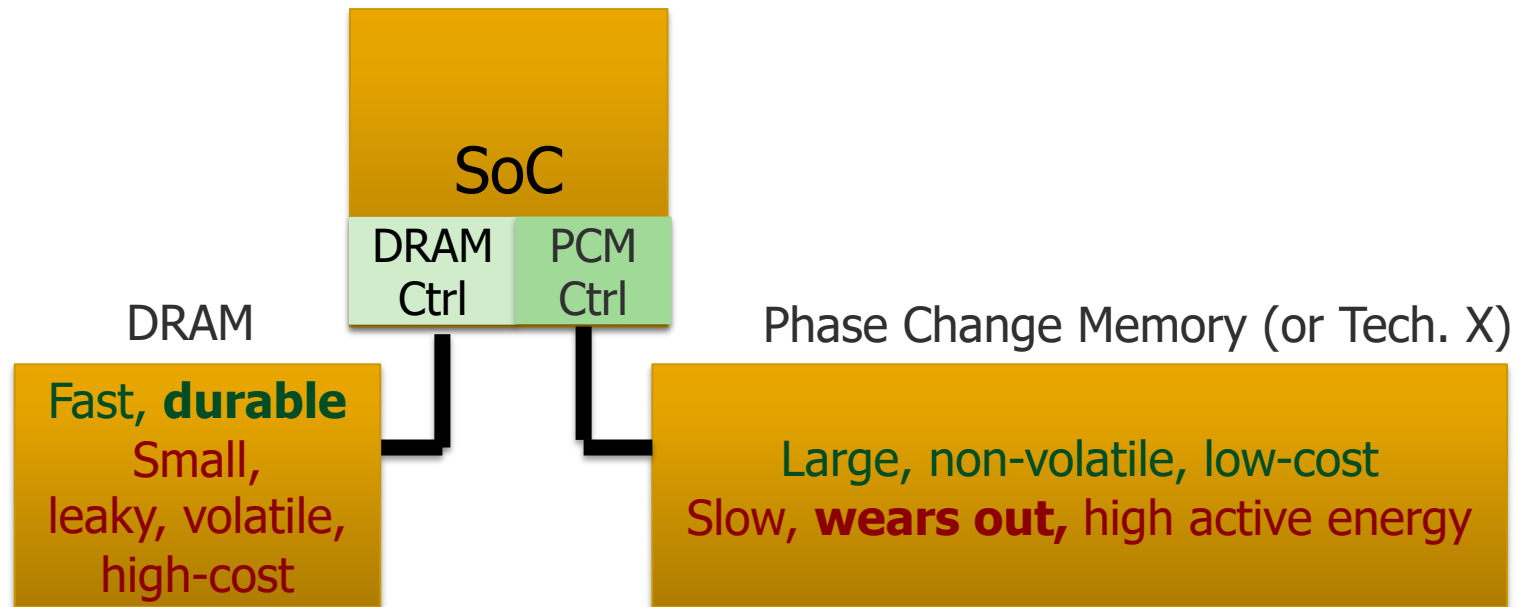 SoC
DRAM
Ctrl
PCM
Ctrl
DRAM
Fast, durable
Small,
leaky, volatile,
high-cost
Phase Change Memory (or Tech. X)
Large, non-volatile, low-cost
Slow, wears out, high active energy